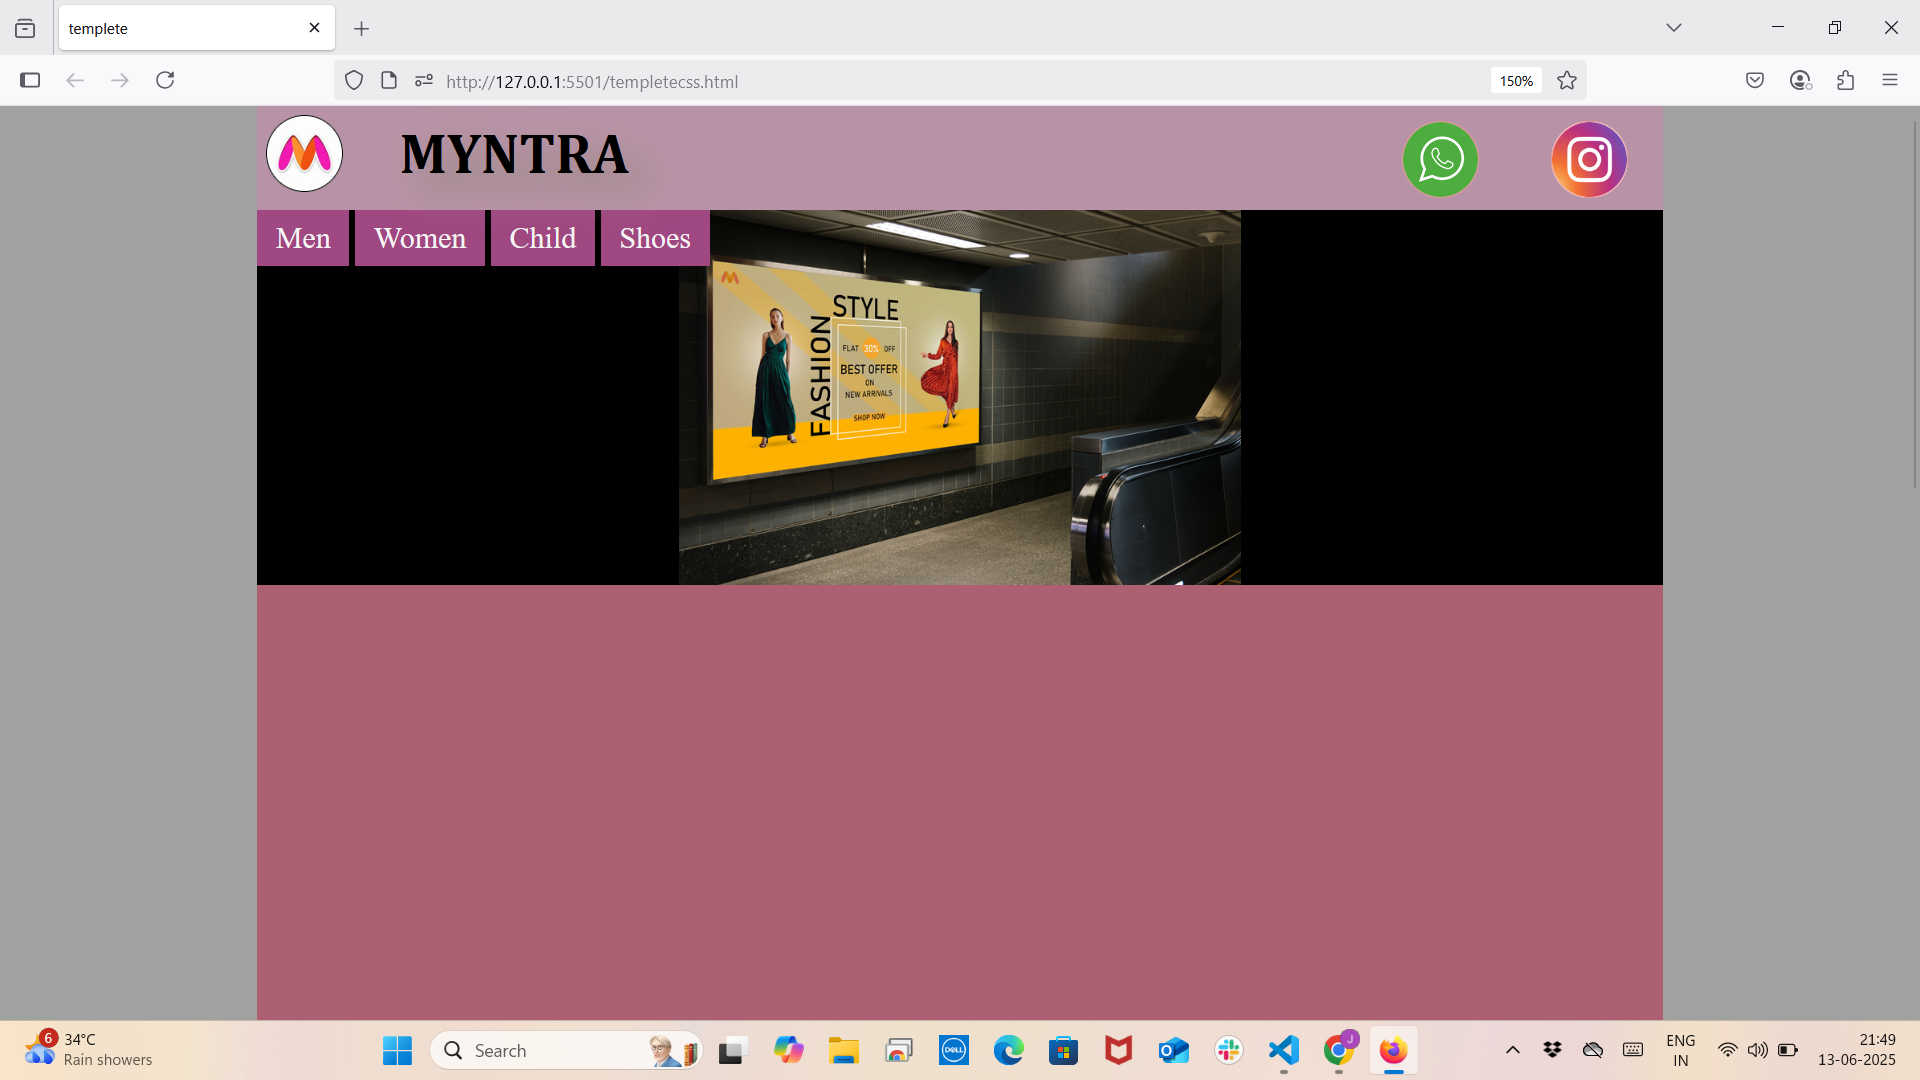 templete
http://127.0.0.1:5501/templetecss.html
150%
MYNTRA
Men Women Child Shoes
STYLE
FASHION
FLAT 30% OFF
BEST OFFER
ON
NEW ARRIVALS
SHOP NOW
6
34°C
Rain showers
Search
DELL
J
ENG
IN
21:49
13-06-2025